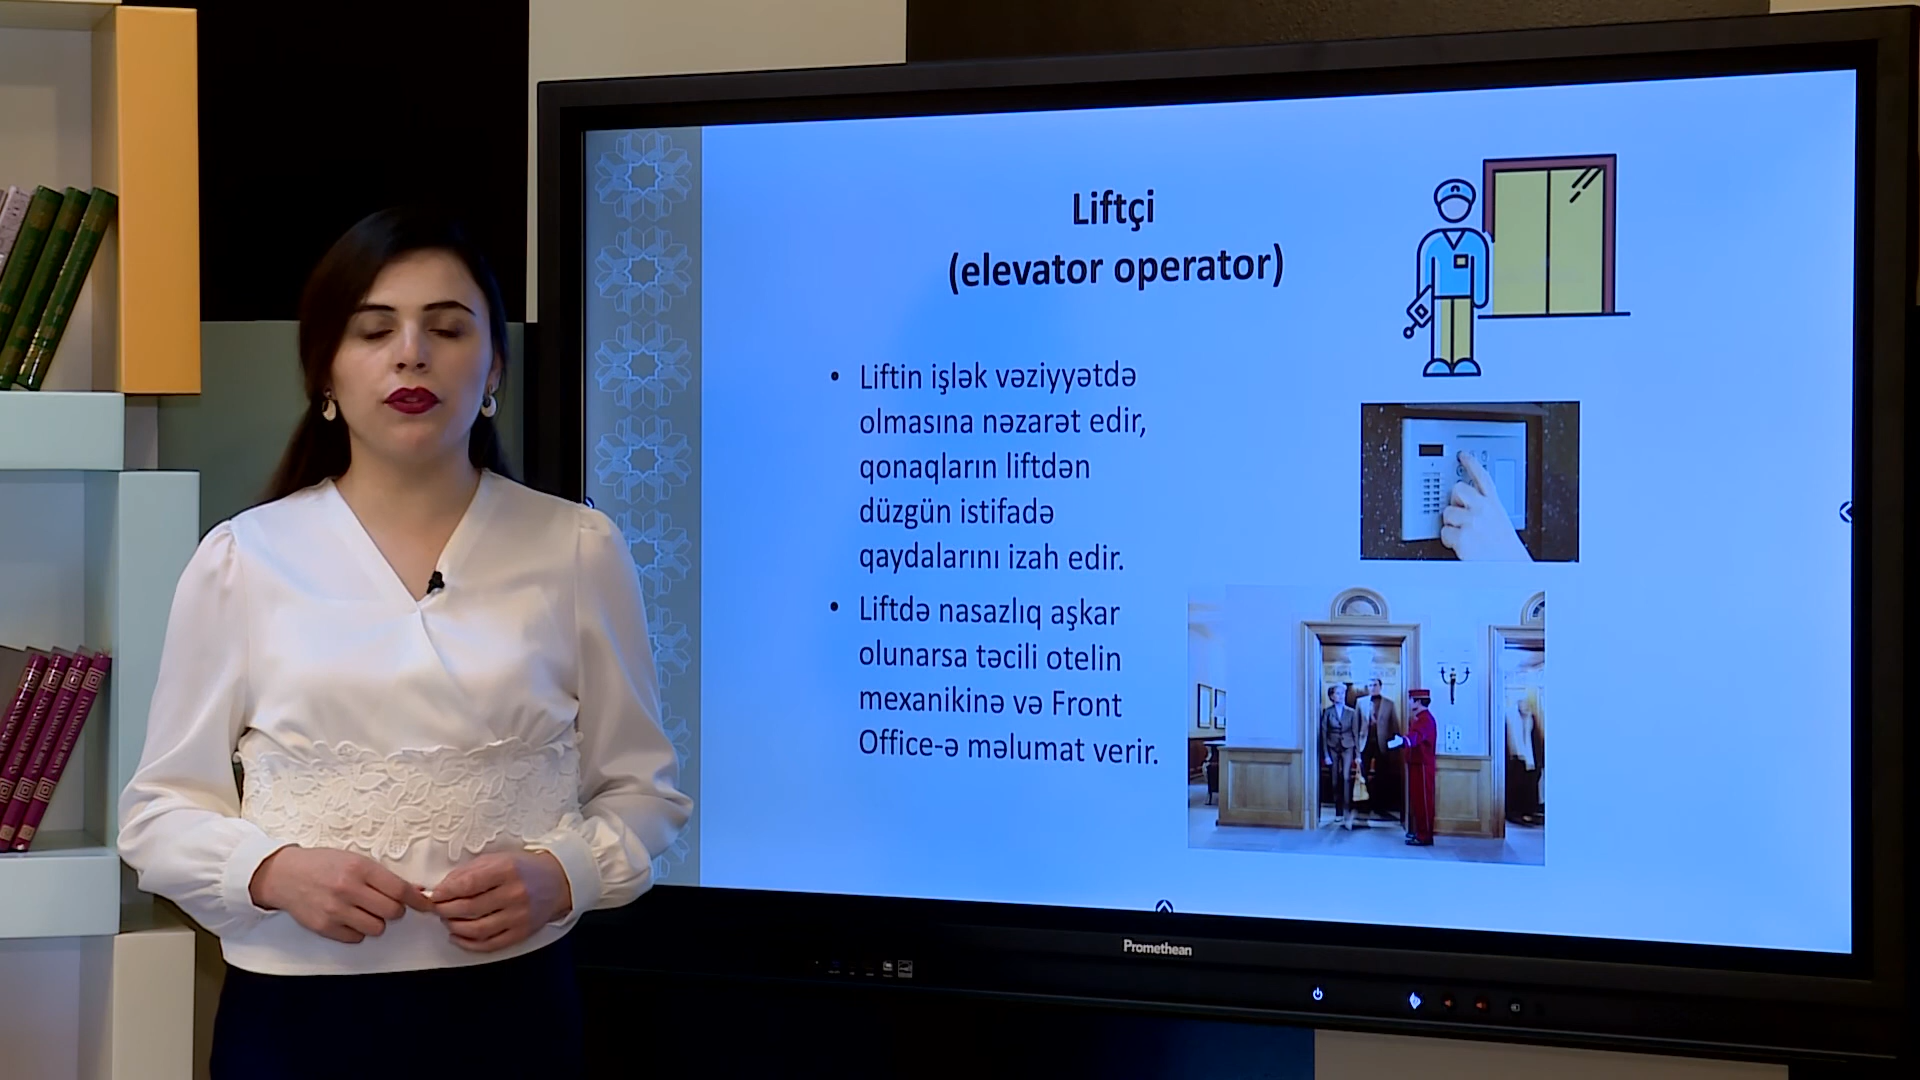 Liftçi
(elevator operator)
• Liftin işlək vəziyyətdə
olmasına nəzarət edir,
qonaqların liftdən
düzgün istifadə
qaydalarını izah edir.
• Liftdə nasazlıq aşkar
olunarsa təcili otelin
mexanikinə və Front
Office-ə məlumat verir.
Promethean